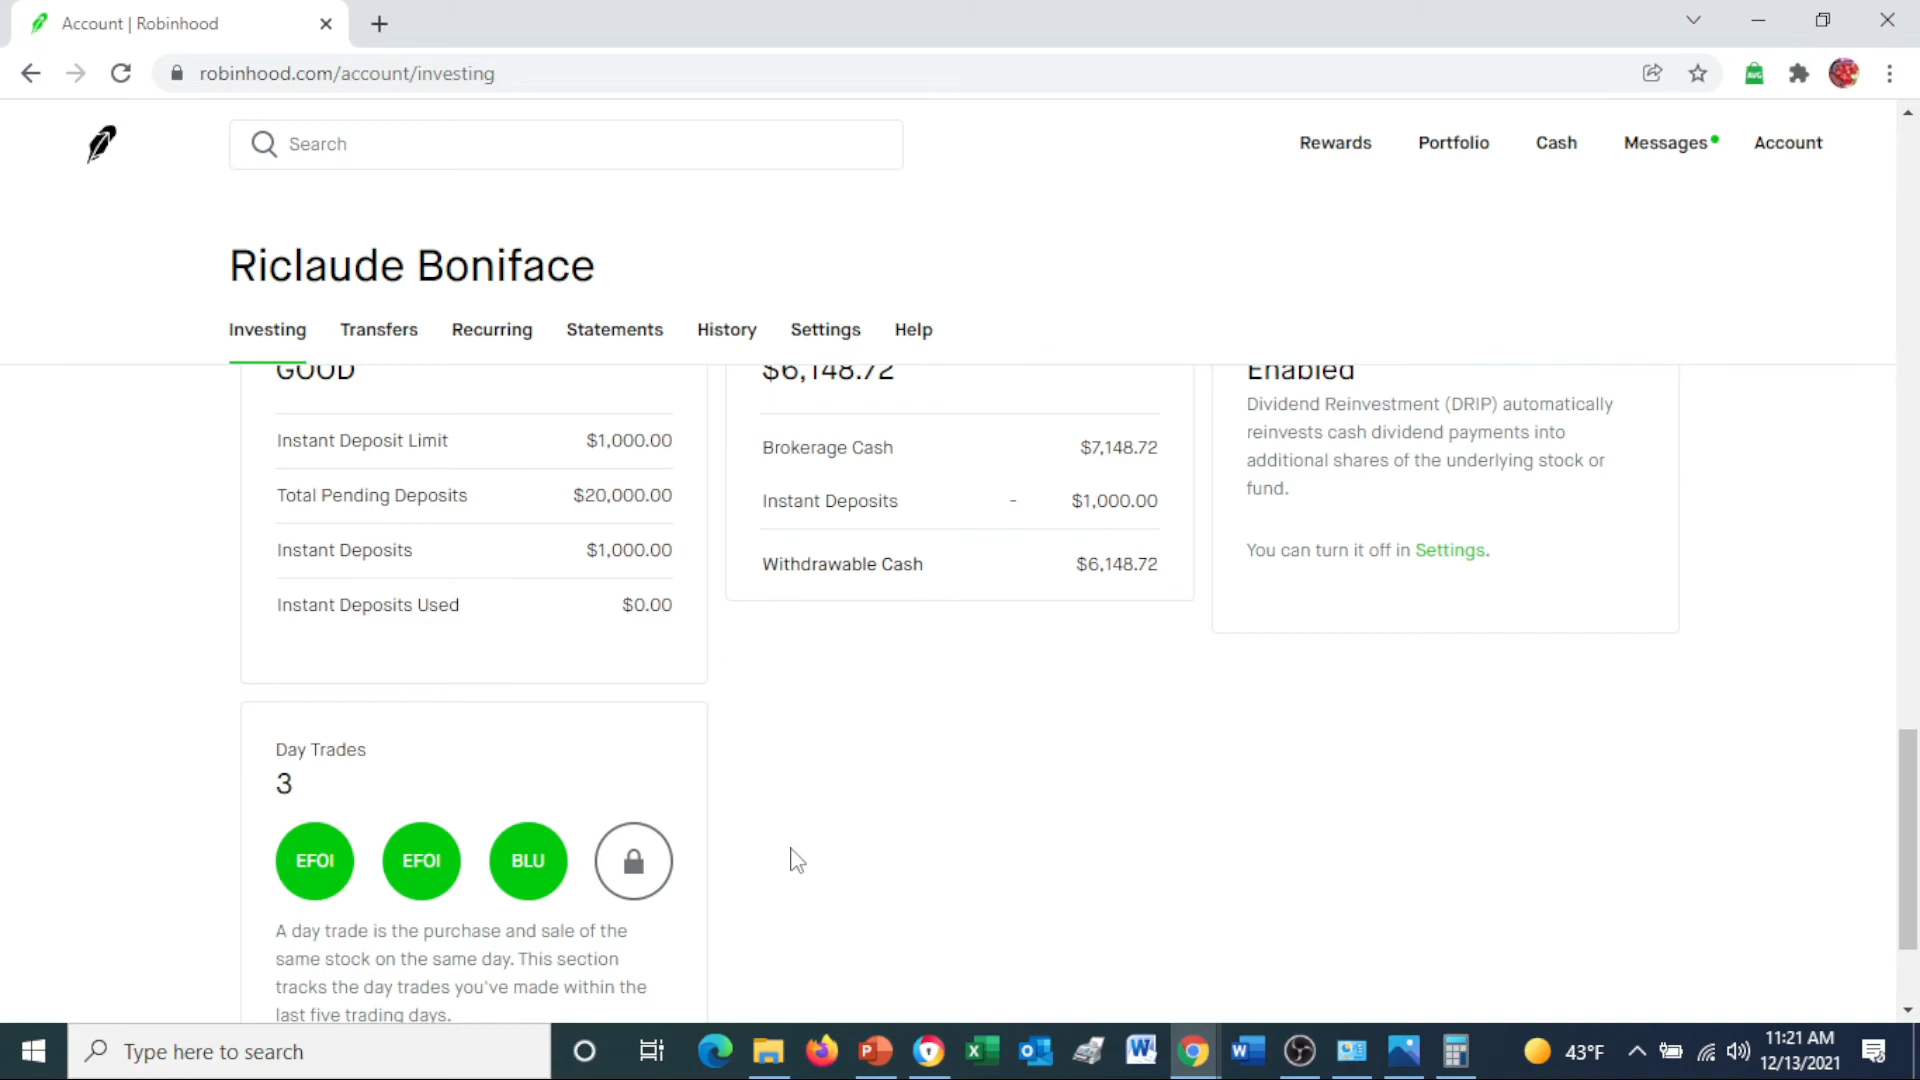 Account | Robinhood
robinhood.com/account/investing
AVG
Search
Rewards Portfolio Cash Messages Account
Riclaude Boniface
Investing Transfers Recurring Statements History Settings Help
GOOD
Instant Deposit Limit $1,000.00
Total Pending Deposits $20,000.00
Instant Deposits $1,000.00
Instant Deposits Used $0.00
$6,148.72
Brokerage Cash $7,148.72
Instant Deposits - $1,000.00
Withdrawable Cash $6,148.72
Enabled
Dividend Reinvestment (DRIP) automatically
reinvests cash dividend payments into
additional shares of the underlying stock or
fund.
You can turn it off in Settings.
Day Trades
3
EFOI EFOI BLU
A day trade is the purchase and sale of the
same stock on the same day. This section
tracks the day trades you've made within the
last five trading days.
Type here to search
43°F
11:21 AM
12/13/2021